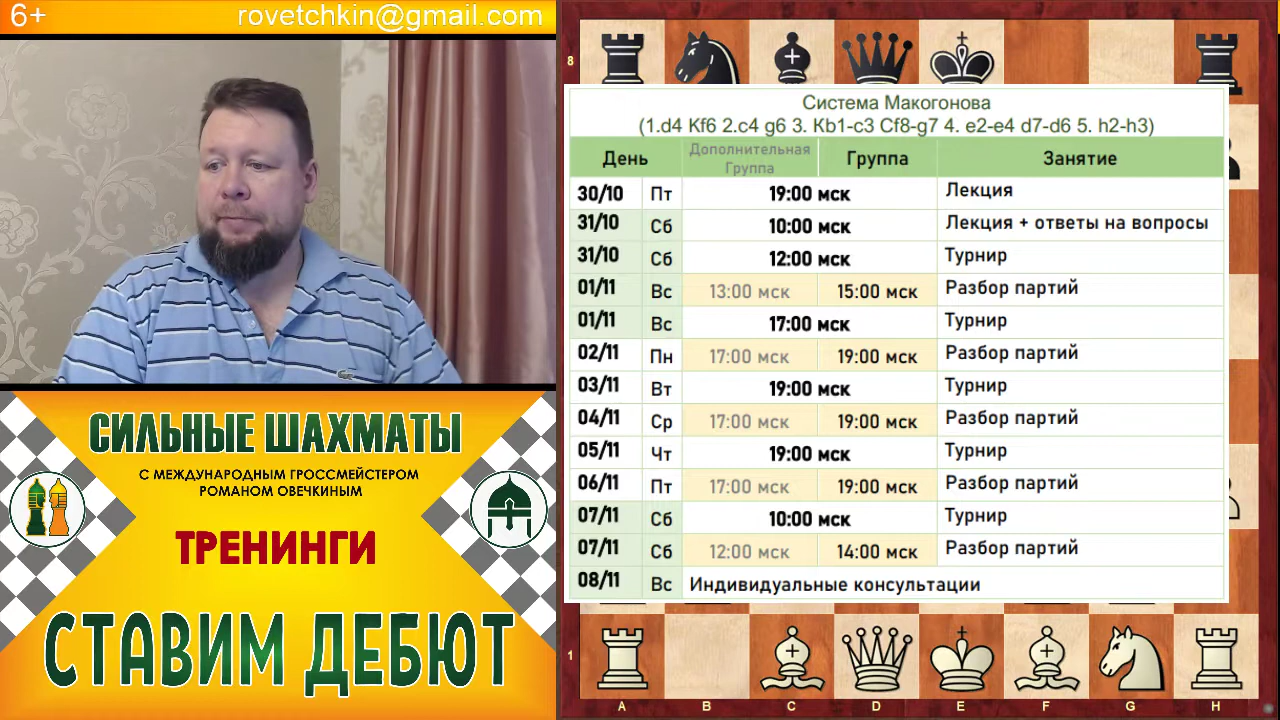 6+
rovetchkin@gmail.com
СИЛЬНЫЕ ШАХМАТЫ
С МЕЖДУНАРОДНЫМ ГРОССМЕЙСТЕРОМ
РОМАНОМ ОВЕЧКИНЫМ
ТРЕНИНГИ
СТАВИМ ДЕБЮТ
8
Система Макогонова
(1.d4 Kf6 2.c4 g6 3. Kb1-c3 Cf8-g7 4. e2-e4 d7-d6 5. h2-h3)
День Дополнительная Группа Группа Занятие
30/10 Пт 19:00 мск Лекция
31/10 Сб 10:00 мск Лекция + ответы на вопросы
31/10 Сб 12:00 мск Турнир
01/11 Вс 13:00 мск 15:00 мск Разбор партий
01/11 Вс 17:00 мск Турнир
02/11 Пн 17:00 мск 19:00 мск Разбор партий
03/11 Вт 19:00 мск Турнир
04/11 Ср 17:00 мск 19:00 мск Разбор партий
05/11 Чт 19:00 мск Турнир
06/11 Пт 17:00 мск 19:00 мск Разбор партий
07/11 Сб 10:00 мск Турнир
07/11 Сб 12:00 мск 14:00 мск Разбор партий
08/11 Вс Индивидуальные консультации
1
A B C D E F G H